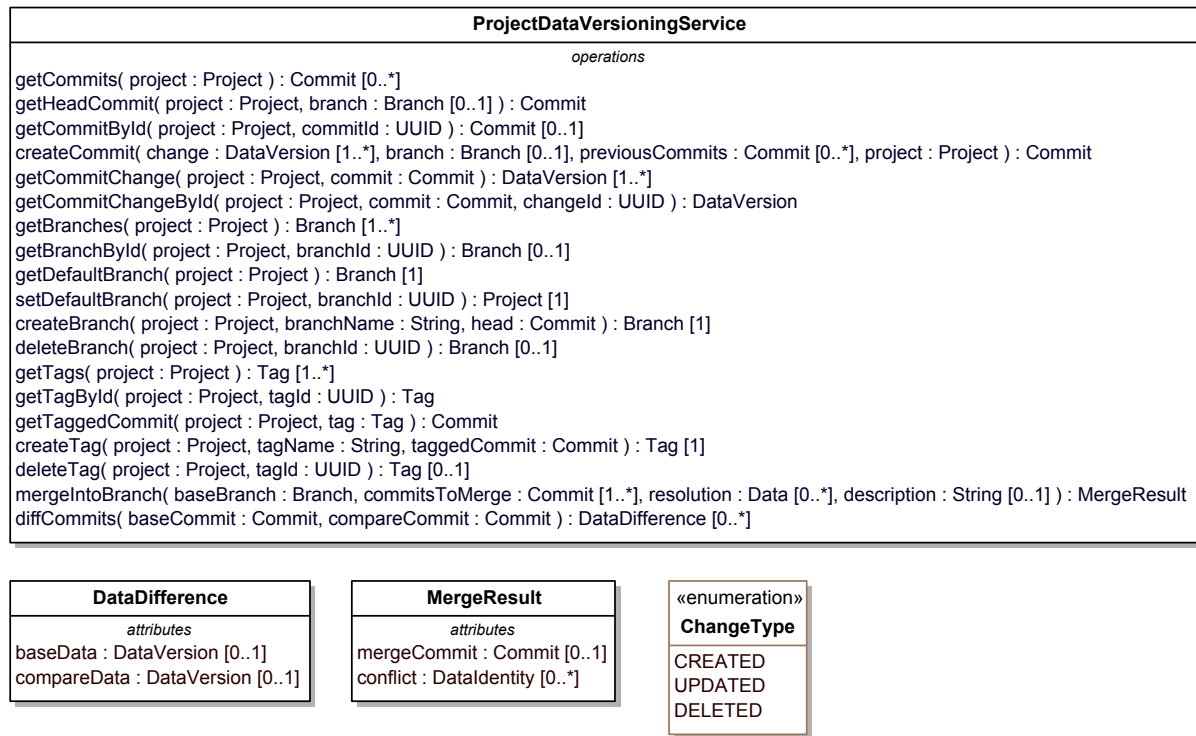 ProjectDataVersioningService
operations
getCommits( project : Project ) : Commit [0..*]
getHeadCommit( project : Project, branch : Branch [0..1] ) : Commit
getCommitById( project : Project, commitId : UUID ) : Commit [0..1]
createCommit( change : DataVersion [1..*], branch : Branch [0..1], previousCommits : Commit [0..*], project : Project ) : Commit
getCommitChange( project : Project, commit : Commit ) : DataVersion [1..*]
getCommitChangeById( project : Project, commit : Commit, changeId : UUID ) : DataVersion
getBranches( project : Project ) : Branch [1..*]
getBranchById( project : Project, branchId : UUID ) : Branch [0..1]
getDefaultBranch( project : Project ) : Branch [1]
setDefaultBranch( project : Project, branchId : UUID ) : Project [1]
createBranch( project : Project, branchName : String, head : Commit ) : Branch [1]
deleteBranch( project : Project, branchId : UUID ) : Branch [0..1]
getTags( project : Project ) : Tag [1..*]
getTagById( project : Project, tagId : UUID ) : Tag
getTaggedCommit( project : Project, tag : Tag ) : Commit
createTag( project : Project, tagName : String, taggedCommit : Commit ) : Tag [1]
deleteTag( project : Project, tagId : UUID ) : Tag [0..1]
mergeIntoBranch( baseBranch : Branch, commitsToMerge : Commit [1..*], resolution : Data [0..*], description : String [0..1] ) : MergeResult
diffCommits( baseCommit : Commit, compareCommit : Commit ) : DataDifference [0..*]
DataDifference
attributes
baseData : DataVersion [0..1]
compareData : DataVersion [0..1]
MergeResult
attributes
mergeCommit : Commit [0..1]
conflict : DataIdentity [0..*]
«enumeration»
ChangeType
CREATED
UPDATED
DELETED